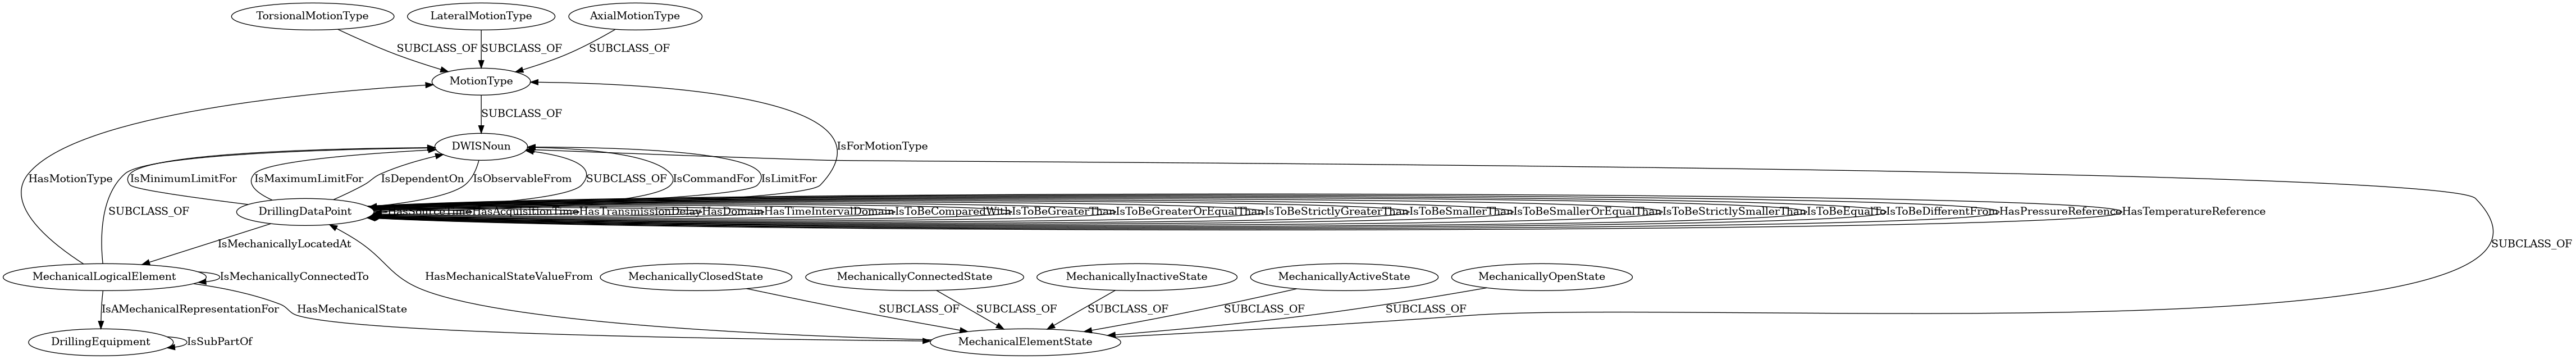 TorsionalMotionType LateralMotionType AxialMotionType
SUBCLASS_OF SUBCLASS_OF SUBCLASS_OF
MotionType
SUBCLASS_OF
DWISNoun
IsForMotionType
HasMotionType IsMinimumLimitFor IsMaximumLimitFor IsDependentOn IsObservableFrom SUBCLASS_OF IsCommandFor IsLimitFor
SUBCLASS_OF DrillingDataPoint HasSourceTime HasAcquisitionTime HasTransmissionDelay HasDomain HasTimeIntervalDomain IsToBeComparedWith IsToBeGreaterThan IsToBeGreaterOrEqualThan IsToBeStrictlyGreaterThan IsToBeSmallerThan IsToBeSmallerOrEqualThan IsToBeStrictlySmallerThan IsToBeEqualTo IsToBeDifferentFrom HasPressureReference HasTemperatureReference
IsMechanicallyLocatedAt SUBCLASS_OF
MechanicalLogicalElement IsMechanicallyConnectedTo HasMechanicalStateValueFrom MechanicallyClosedState MechanicallyConnectedState MechanicallyInactiveState MechanicallyActiveState MechanicallyOpenState
IsAMechanicalRepresentationFor HasMechanicalState SUBCLASS_OF SUBCLASS_OF SUBCLASS_OF SUBCLASS_OF SUBCLASS_OF
DrillingEquipment IsSubPartOf MechanicalElementState